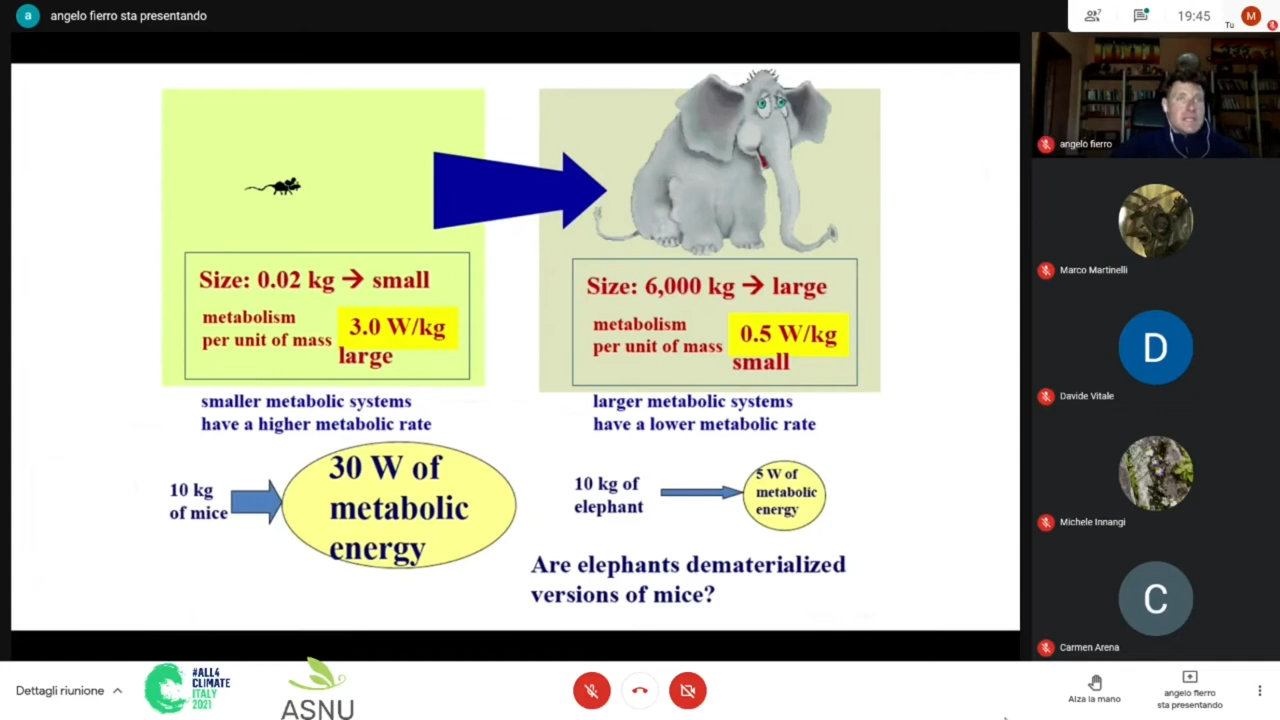 a
angelo fierro sta presentando
7
19:45
Tu
M
Size: 0.02 kg → small
metabolism
per unit of mass
3.0 W/kg
large
Size: 6,000 kg → large
metabolism
per unit of mass
0.5 W/kg
small
smaller metabolic systems
have a higher metabolic rate
larger metabolic systems
have a lower metabolic rate
10 kg
of mice
30 W of
metabolic
energy
10 kg of
elephant
5 W of
metabolic
energy
Are elephants dematerialized
versions of mice?
angelo fierro
Marco Martinelli
D
Davide Vitale
Michele Innangi
C
Carmen Arena
Dettagli riunione
#ALL4
CLIMATE
ITALY
2021
ASNU
Alza la mano
angelo fierro
sta presentando